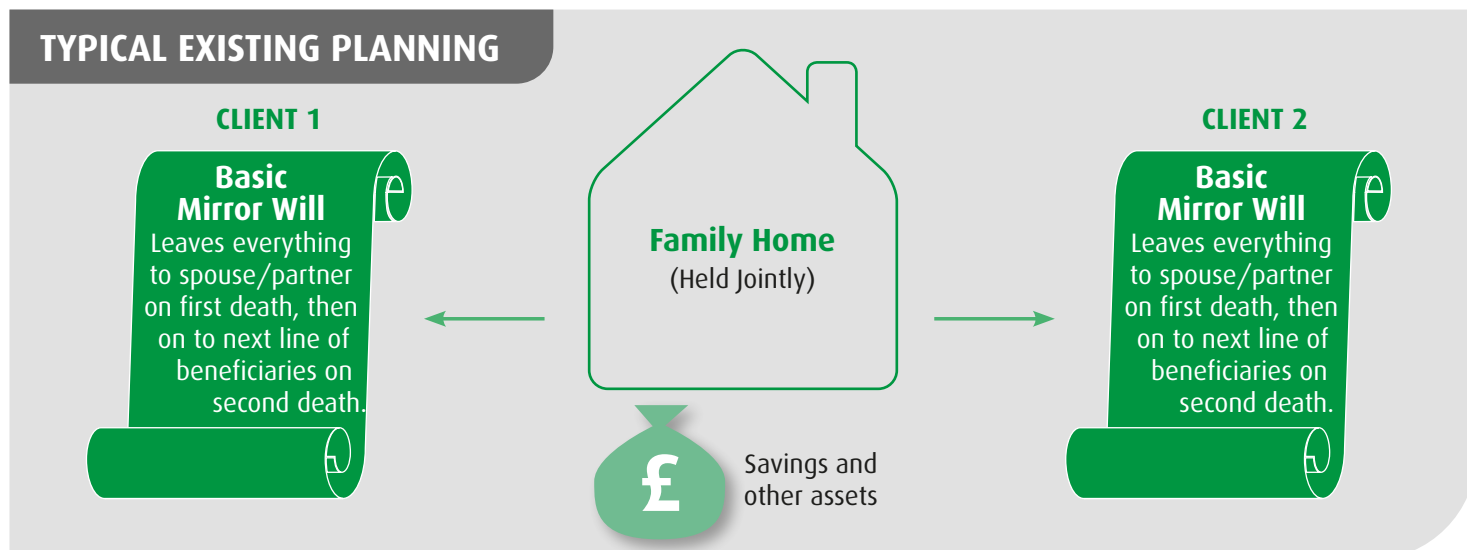 TYPICAL EXISTING PLANNING
CLIENT 1
Basic
Mirror Will
Leaves everything
to spouse/partner
on first death, then
on to next line of
beneficiaries on
second death.
Family Home
(Held Jointly)
£
Savings and
other assets
CLIENT 2
Basic
Mirror Will
Leaves everything
to spouse/partner
on first death, then
on to next line of
beneficiaries on
second death.